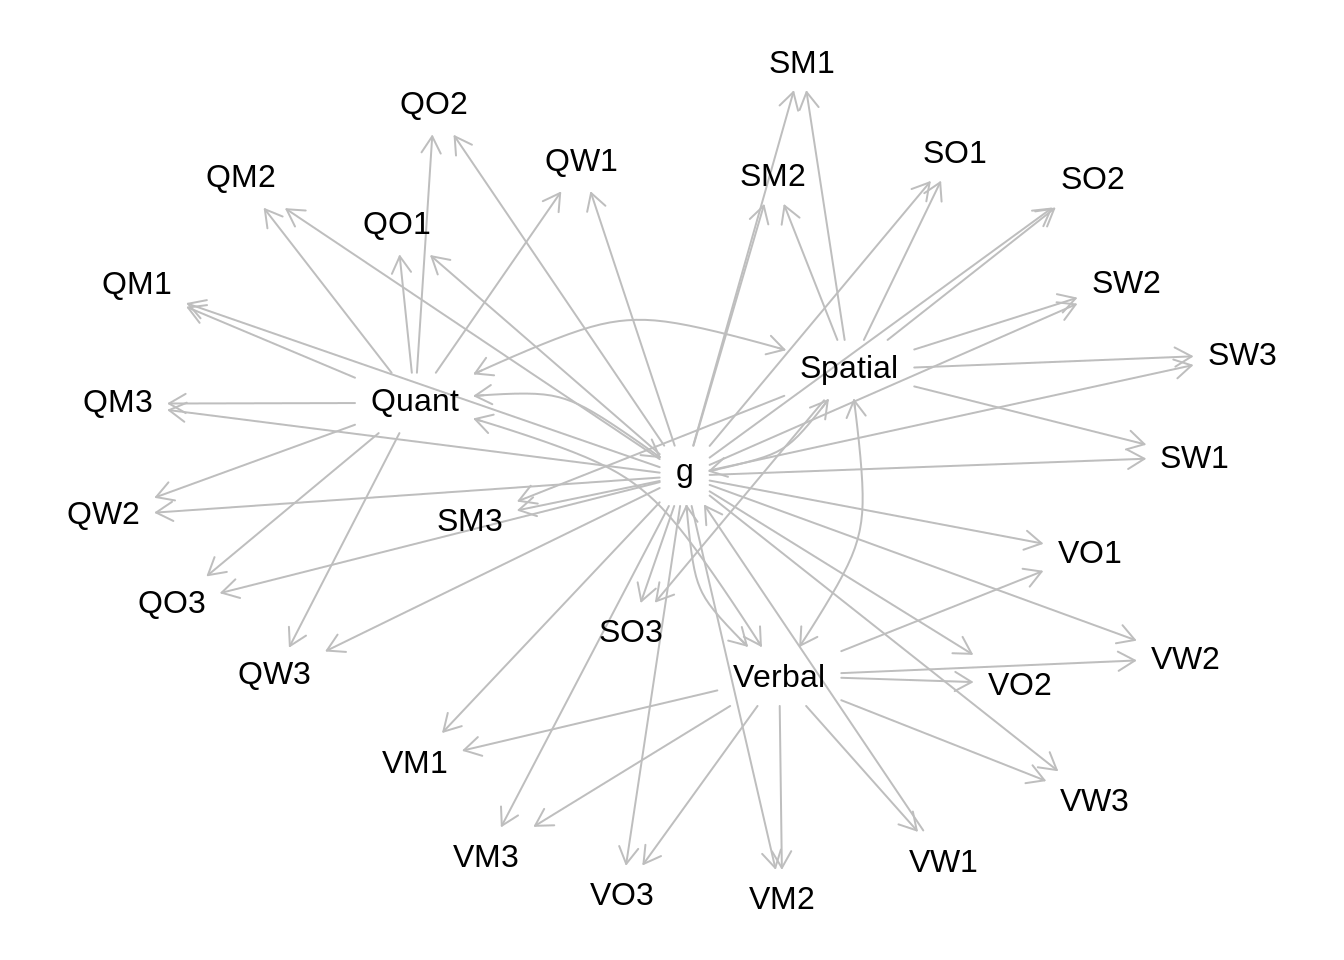 SM1
QO2
SO1
QW1
SM2
QM2
SO2
QO1
QM1
SW2
SW3
Spatial
QM3
Quant
SW1
g
QW2
SM3
VO1
QO3
SO3
VW2
QW3
Verbal
VO2
VM1
VW3
VM3
VW1
VO3
VM2